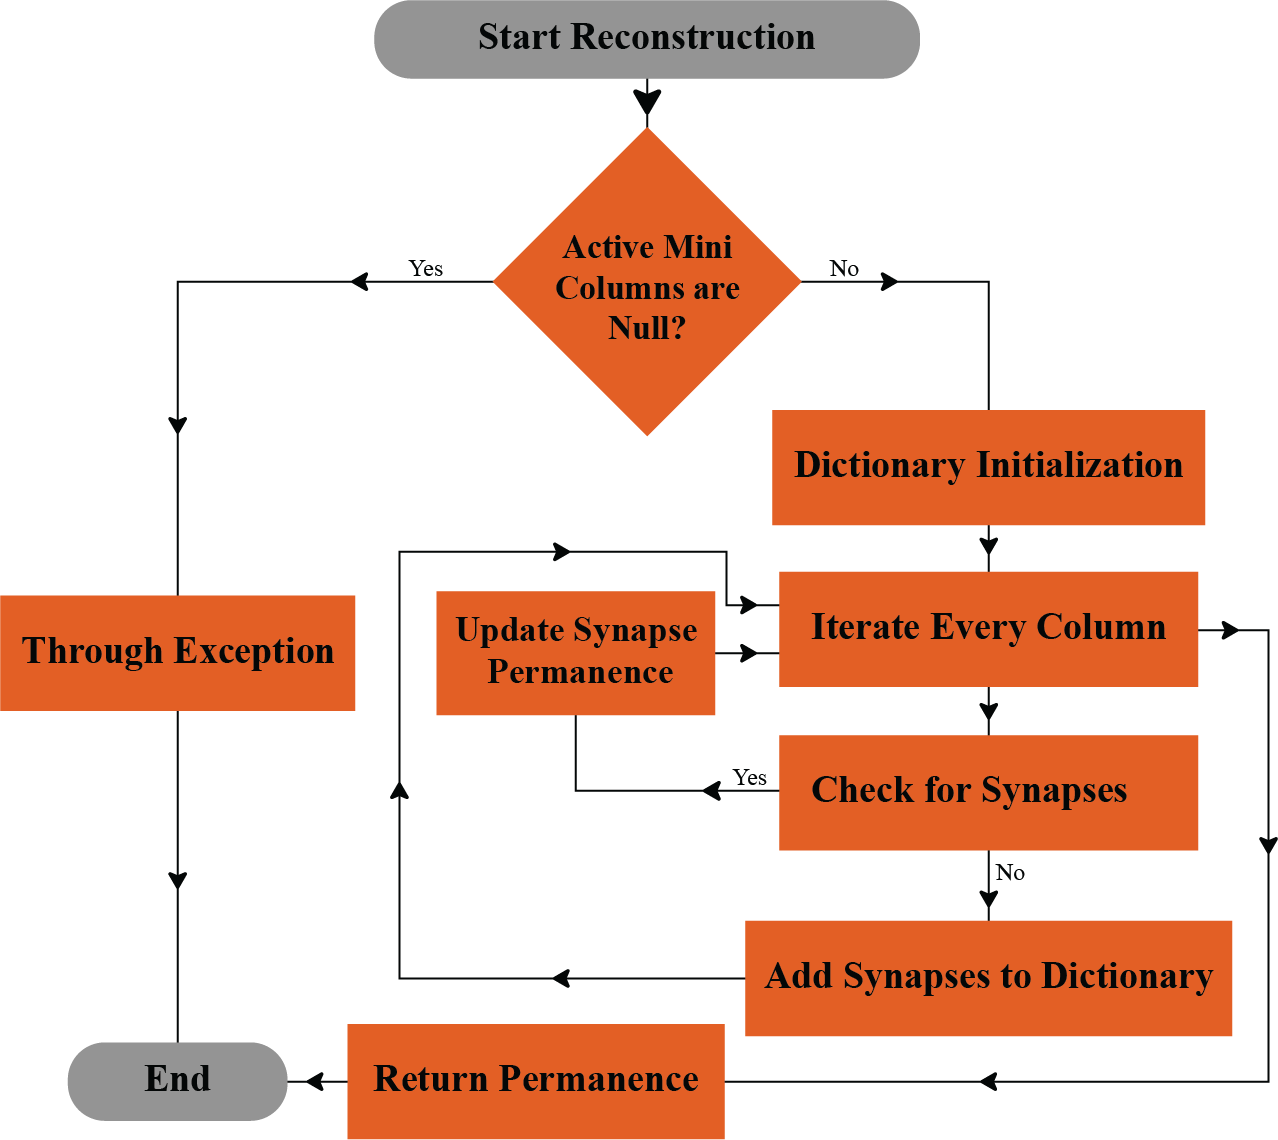 Start Reconstruction
Active Mini
Columns are
Null?
Yes
No
Dictionary Initialization
Through Exception
Update Synapse
Permanence
Iterate Every Column
Yes
Check for Synapses
No
Add Synapses to Dictionary
End
Return Permanence